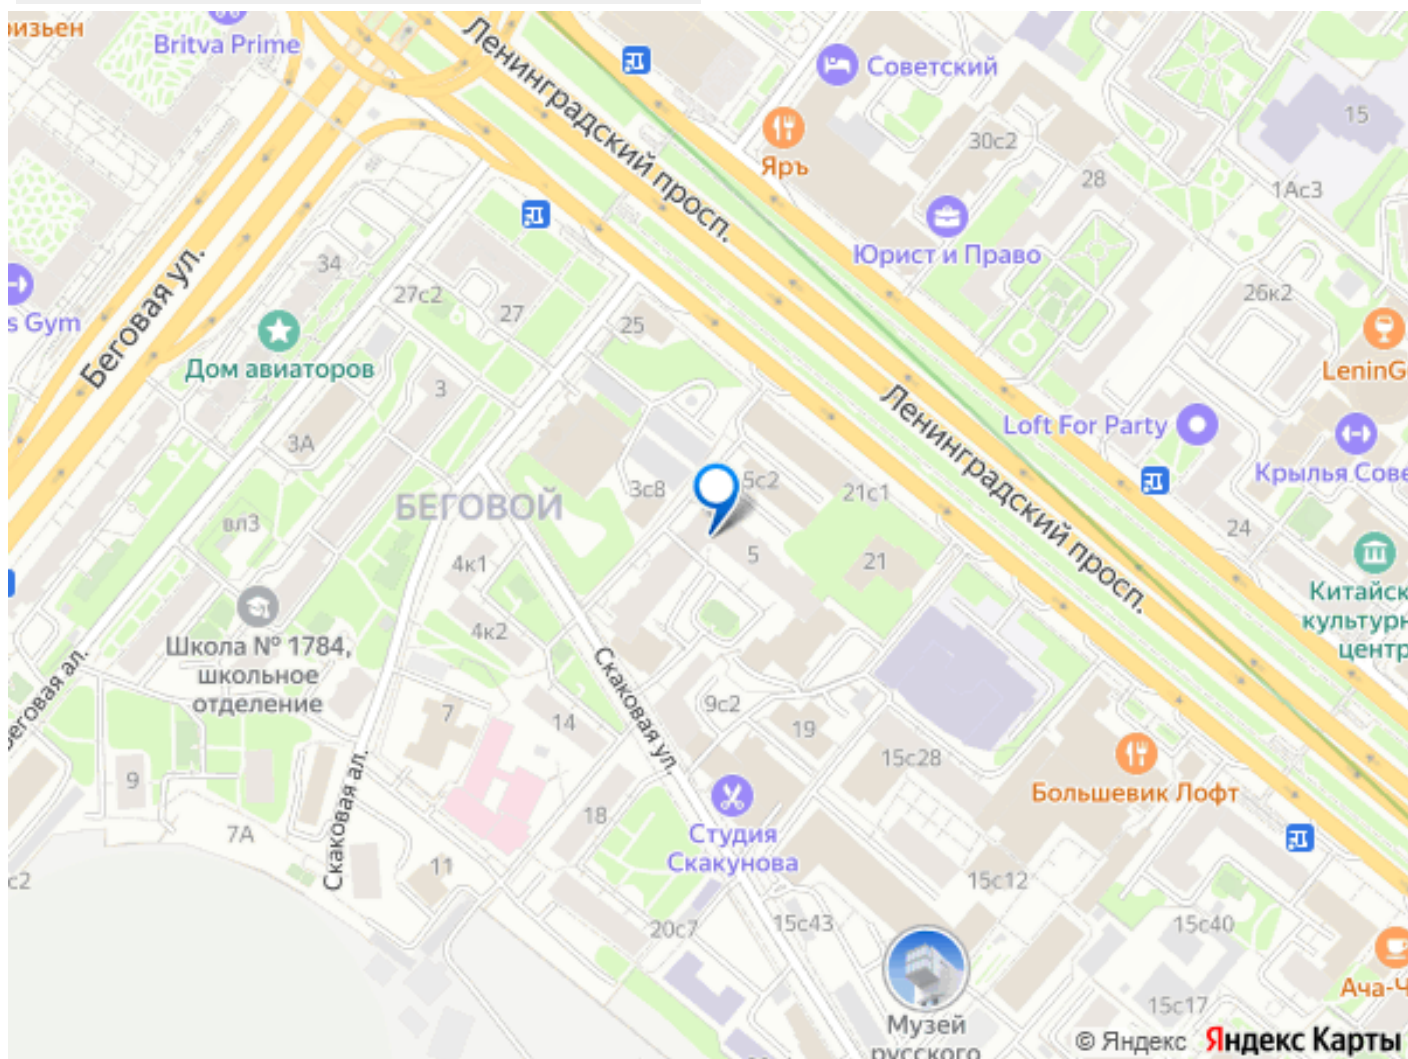 Britva Prime
Ленинградский просп.
Советский
Яръ
30с2
15
28
1Ас3
Юрист и Право
Беговая ул.
34
27с2
27
25
26к2
s Gym
Дом авиаторов
3
3А
LeninG
Ленинградский просп.
Loft For Party
Крылья Сове
БЕГОВОЙ
3с8
5с2
21с1
24
вл3
4к1
5
21
Китайск
культурн
центр
Школа № 1784,
школьное
отделение
4к2
Беговая ал.
Скаковая ул.
7
14
9с2
19
15с28
9
Скаковая ал.
Большевик Лофт
7А
18
Студия
Скакунова
11
с2
15с12
20с7
15с43
15с40
Ача-Ч
15с17
Музей
русского
© Яндекс
Яндекс Карты